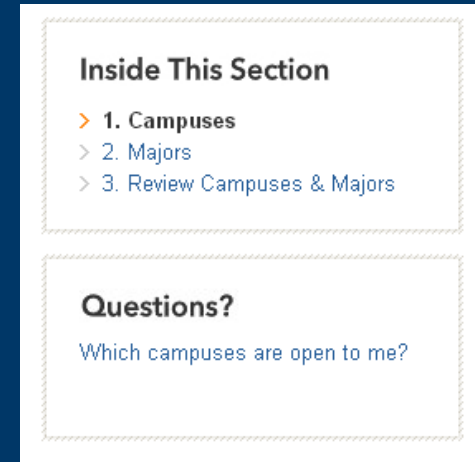 Inside This Section
> 1. Campuses
> 2. Majors
> 3. Review Campuses & Majors
Questions?
Which campuses are open to me?